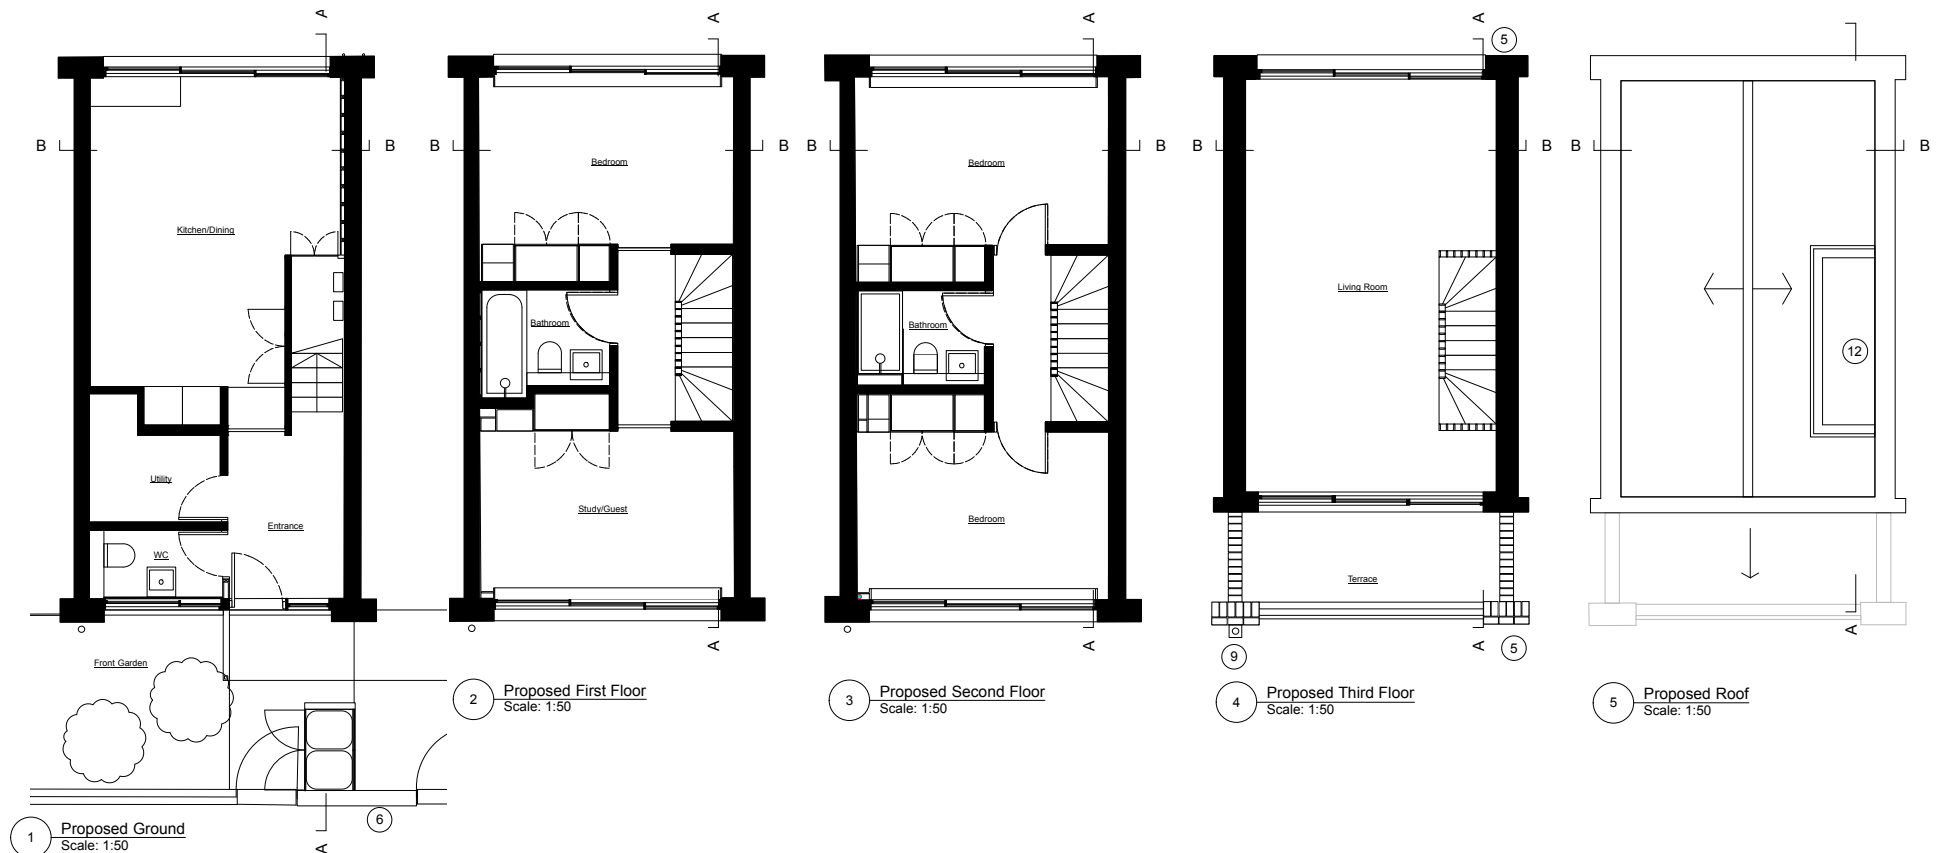 A
B
B
Kitchen/Dining
Utility
Entrance
WC
Front Garden
6
A
1
Proposed Ground
Scale: 1:50
A
B
B
Bedroom
Bathroom
Study/Guest
A
2
Proposed First Floor
Scale: 1:50
A
B
B
Bedroom
Bathroom
Bedroom
A
3
Proposed Second Floor
Scale: 1:50
A
5
B
B
Living Room
Terrace
9
A
5
4
Proposed Third Floor
Scale: 1:50
B
B
12
A
5
Proposed Roof
Scale: 1:50